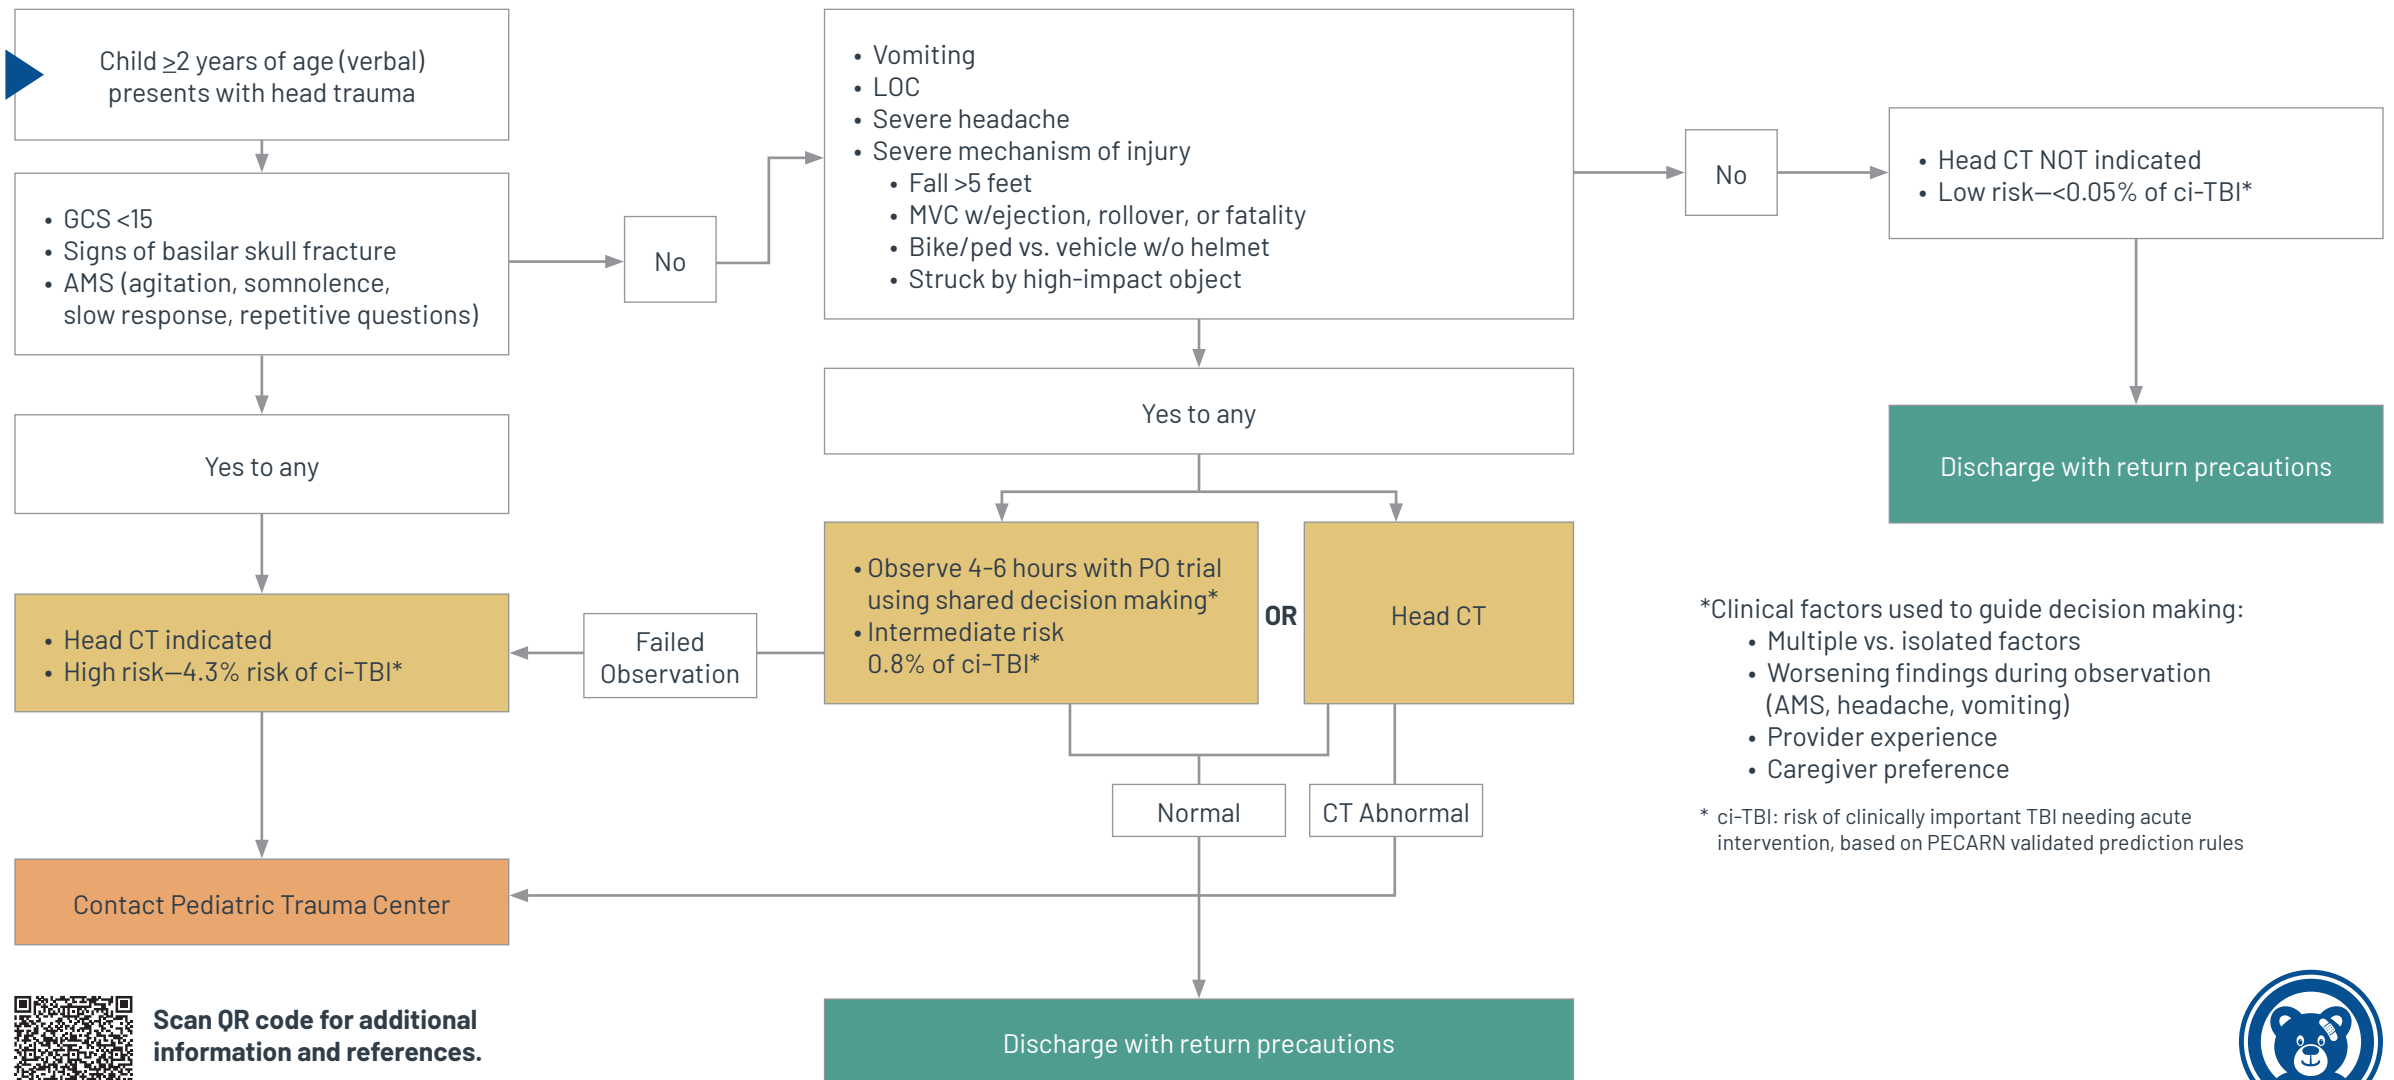 Child ≥2 years of age (verbal)
presents with head trauma
• GCS <15
• Signs of basilar skull fracture
• AMS (agitation, somnolence,
slow response, repetitive questions)
No
• Vomiting
• LOC
• Severe headache
• Severe mechanism of injury
• Fall >5 feet
• MVC w/ejection, rollover, or fatality
• Bike/ped vs. vehicle w/o helmet
• Struck by high-impact object
No
• Head CT NOT indicated
• Low risk—<0.05% of ci-TBI*
Yes to any
Yes to any
Discharge with return precautions
• Head CT indicated
• High risk—4.3% risk of ci-TBI*
Failed
Observation
• Observe 4-6 hours with PO trial
using shared decision making*
• Intermediate risk
0.8% of ci-TBI*
OR
Head CT
Normal
CT Abnormal
Contact Pediatric Trauma Center
Discharge with return precautions
*Clinical factors used to guide decision making:
• Multiple vs. isolated factors
• Worsening findings during observation
(AMS, headache, vomiting)
• Provider experience
• Caregiver preference
* ci-TBI: risk of clinically important TBI needing acute
intervention, based on PECARN validated prediction rules
Scan QR code for additional
information and references.